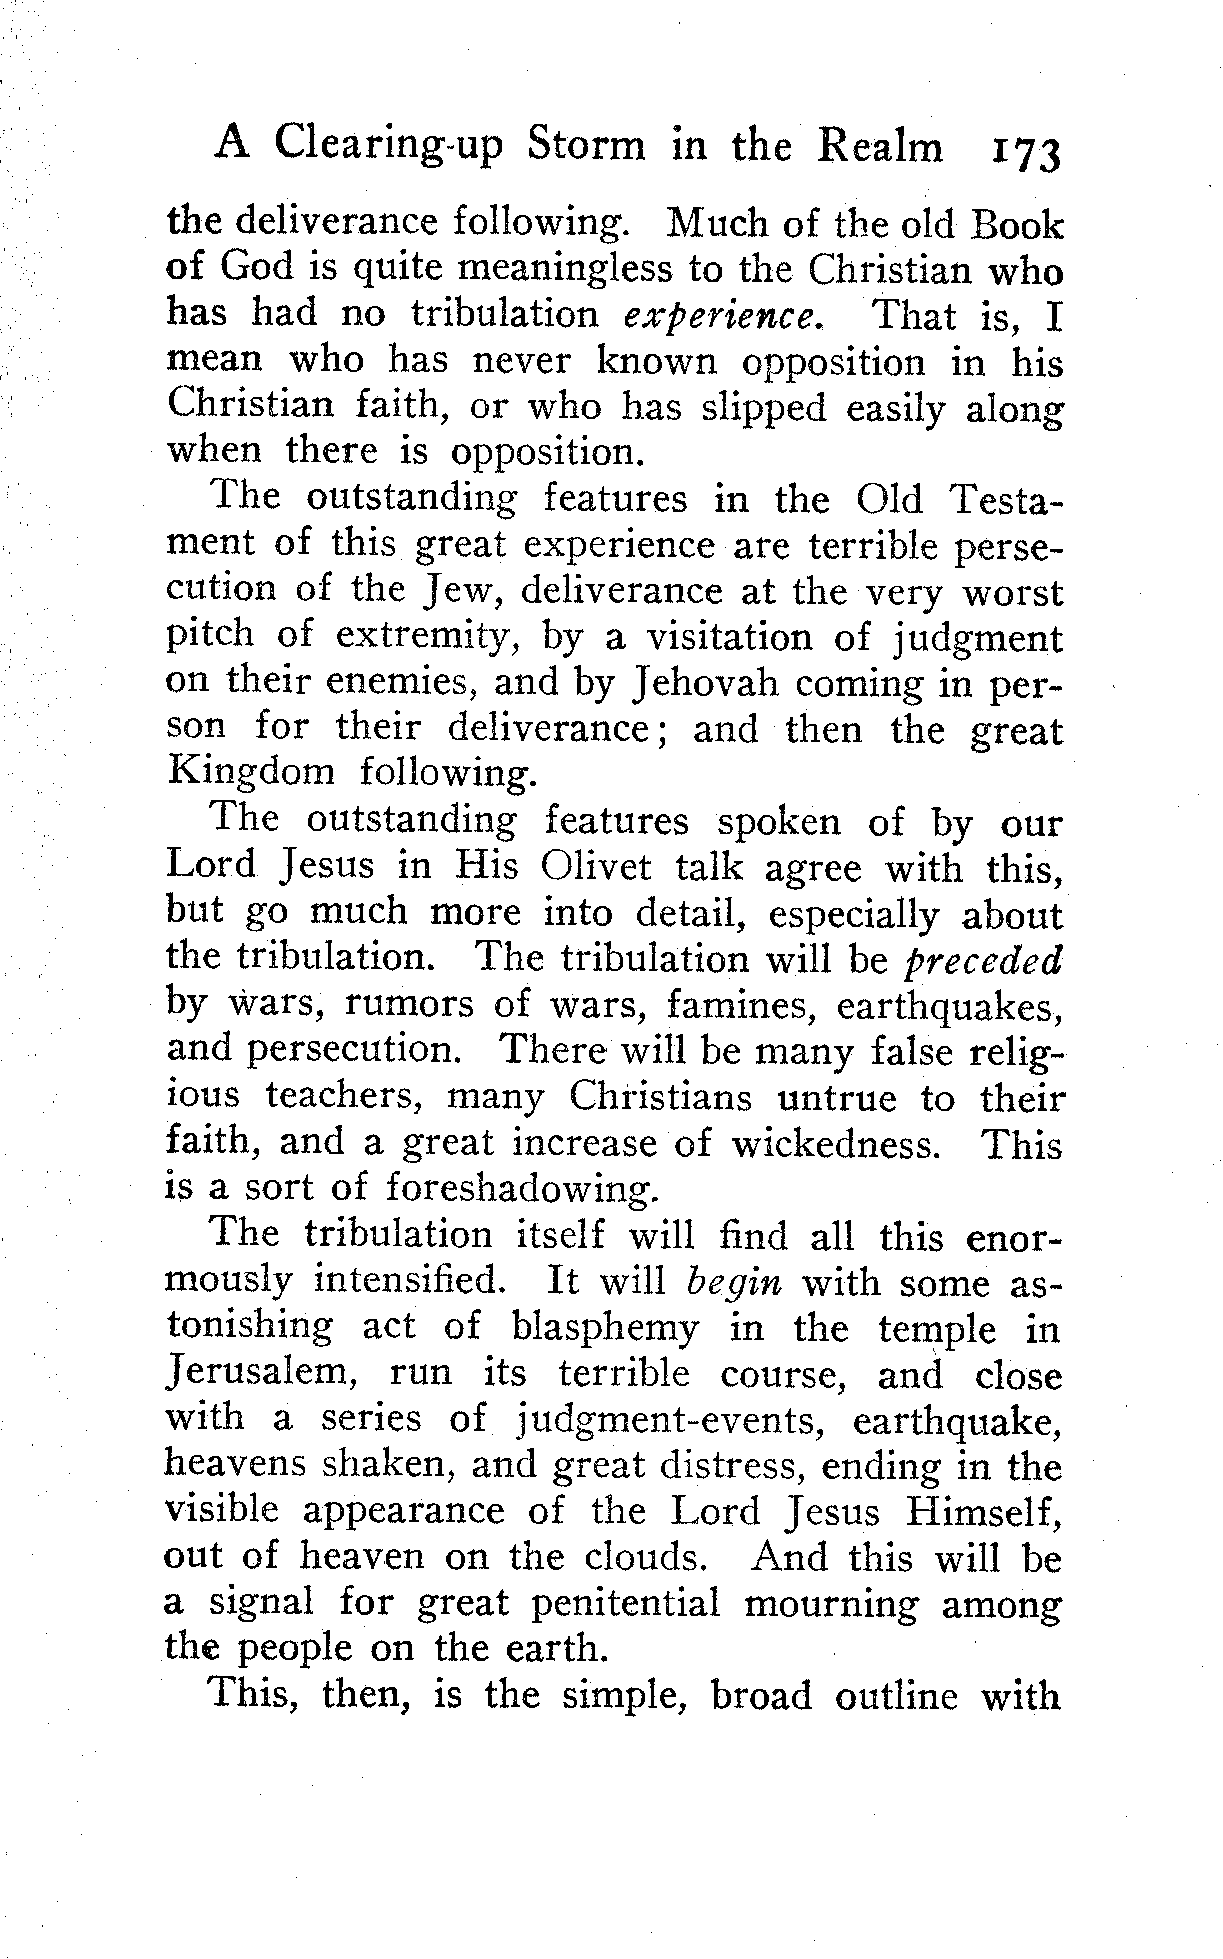 A Clearing-up Storm in the Realm 173
the deliverance following. Much of the old Book
of God is quite meaningless to the Christian who
has had no tribulation experience. That is, I
mean who has never known opposition in his
Christian faith, or who has slipped easily along
when there is opposition.
The outstanding features in the Old Testa-
ment of this great experience are terrible perse-
cution of the Jew, deliverance at the very worst
pitch of extremity, by a visitation of judgment
on their enemies, and by Jehovah coming in per-
son for their deliverance; and then the great
Kingdom following.
The outstanding features spoken of by our
Lord Jesus in His Olivet talk agree with this,
but go much more into detail, especially about
the tribulation. The tribulation will be preceded
by wars, rumors of wars, famines, earthquakes,
and persecution. There will be many false relig-
ious teachers, many Christians untrue to their
faith, and a great increase of wickedness. This
is a sort of foreshadowing.
The tribulation itself will find all this enor-
mously intensified. It will begin with some as-
tonishing act of blasphemy in the temple in
Jerusalem, run its terrible course, and close
with a series of judgment-events, earthquake,
heavens shaken, and great distress, ending in the
visible appearance of the Lord Jesus Himself,
out of heaven on the clouds. And this will be
a signal for great penitential mourning among
the people on the earth.
This, then, is the simple, broad outline with